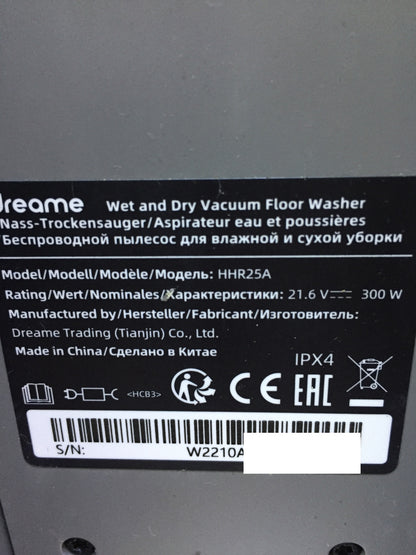 dreame Wet and Dry Vacuum Floor Washer
Nass-Trockensauger/Aspirateur eau et poussières
Беспроводной пылесос для влажной и сухой уборки
Model/Modell/Modèle/Модель: HHR25A
Rating/Wert/Nominales/Характеристики: 21.6 V⎓ 300 W
Manufactured by/Hersteller/Fabricant/Изготовитель:
Dreame Trading (Tianjin) Co., Ltd.
Made in China/Сделано в Китае
IPX4
<HCB3> CE EAC
S/N: W2210A